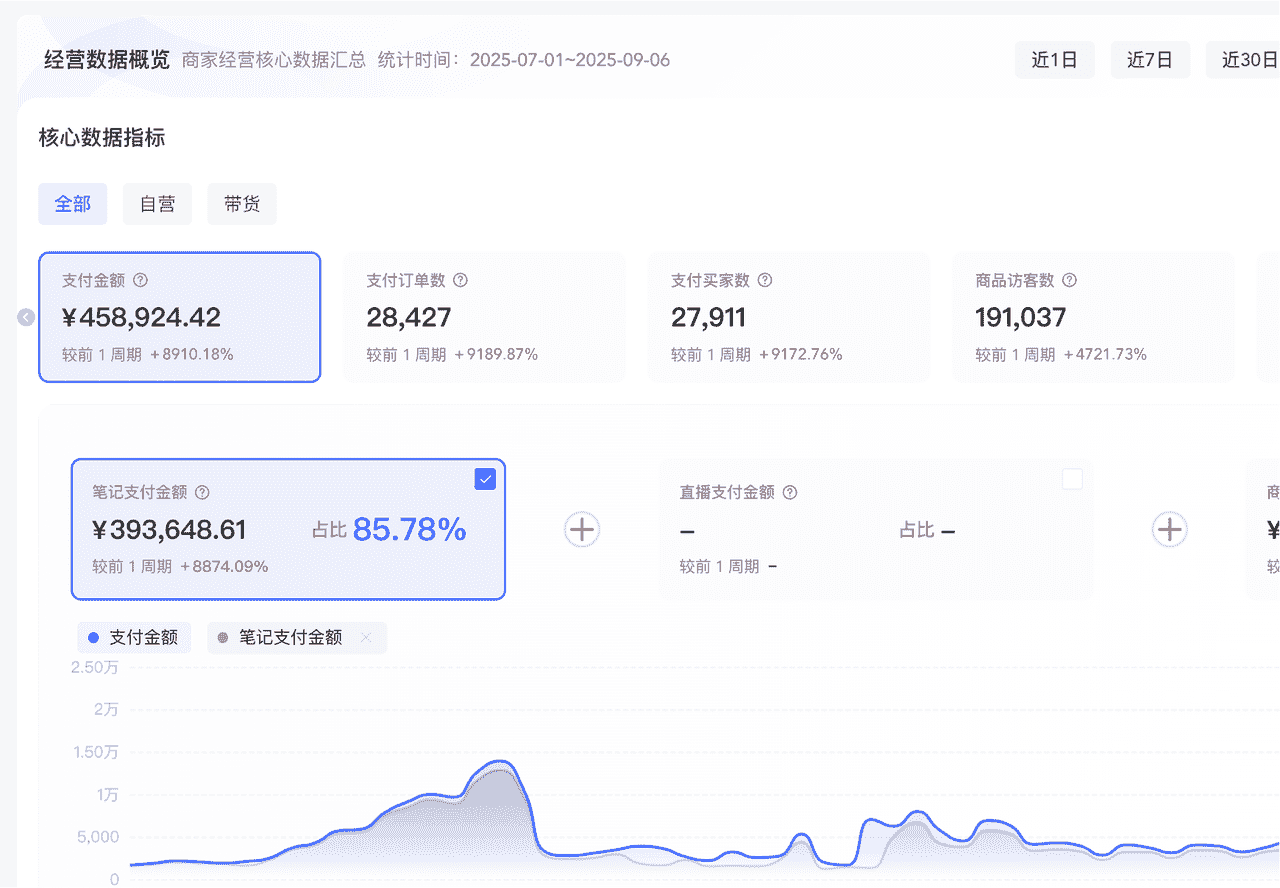 经营数据概览 商家经营核心数据汇总 统计时间：2025-07-01~2025-09-06 近1日 近7日 近30日
核心数据指标
全部 自营 带货
支付金额 支付订单数 支付买家数 商品访客数
¥458,924.42 28,427 27,911 191,037
较前 1 周期 +8910.18% 较前 1 周期 +9189.87% 较前 1 周期 +9172.76% 较前 1 周期 +4721.73%
笔记支付金额 直播支付金额 商
¥393,648.61 占比 85.78% – 占比 – ¥
较前 1 周期 +8874.09% 较前 1 周期 – 较
支付金额 笔记支付金额
2.50万
2万
1.50万
1万
5,000
0